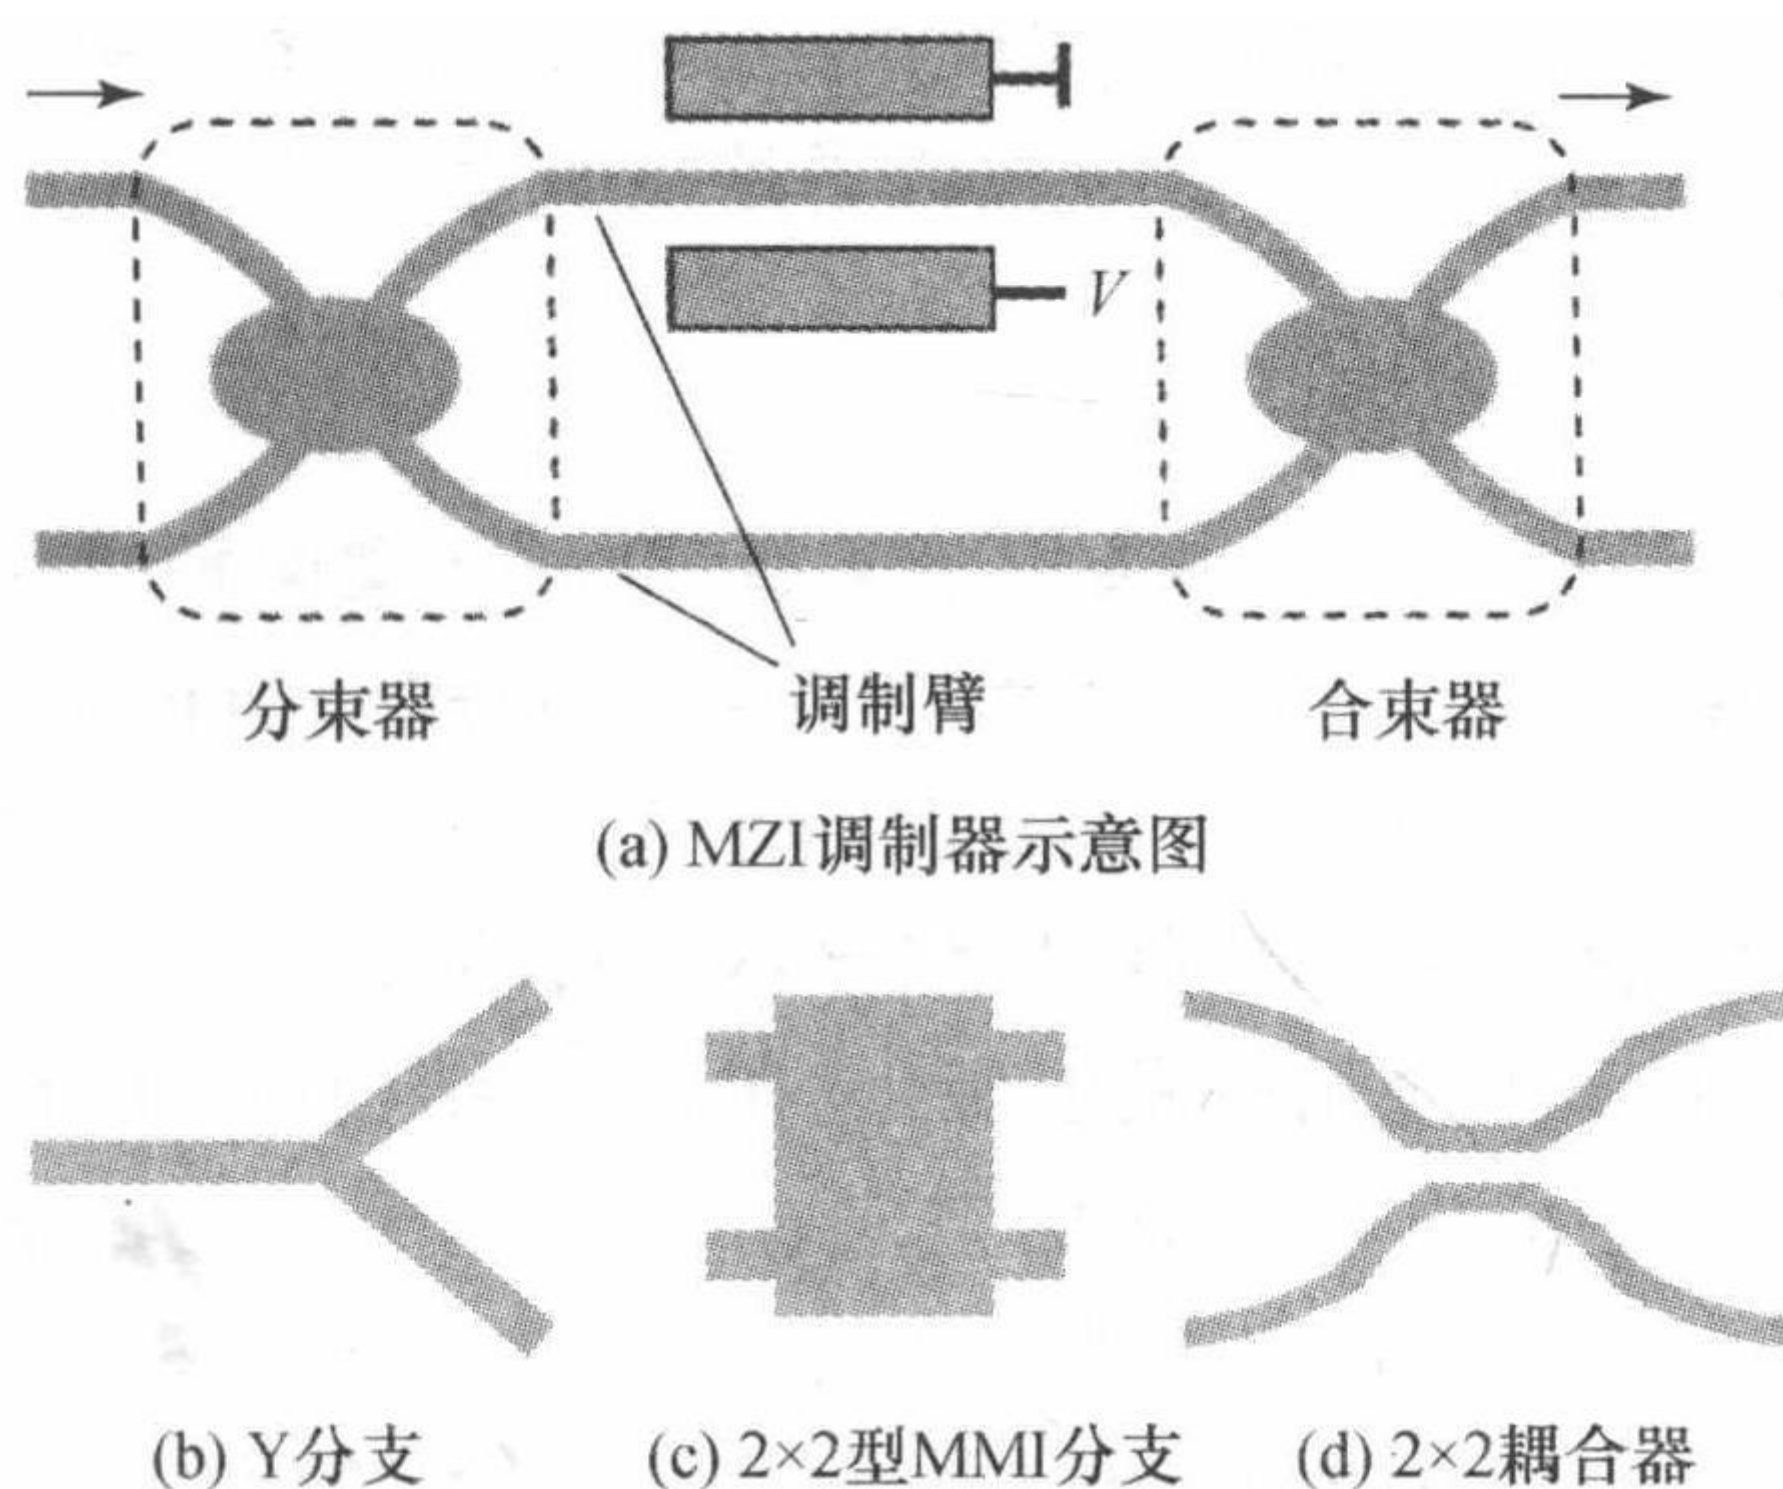 V
分束器
调制臂
合束器
(a) MZI调制器示意图
(b) Y分支
(c) 2×2型MMI分支
(d) 2×2耦合器